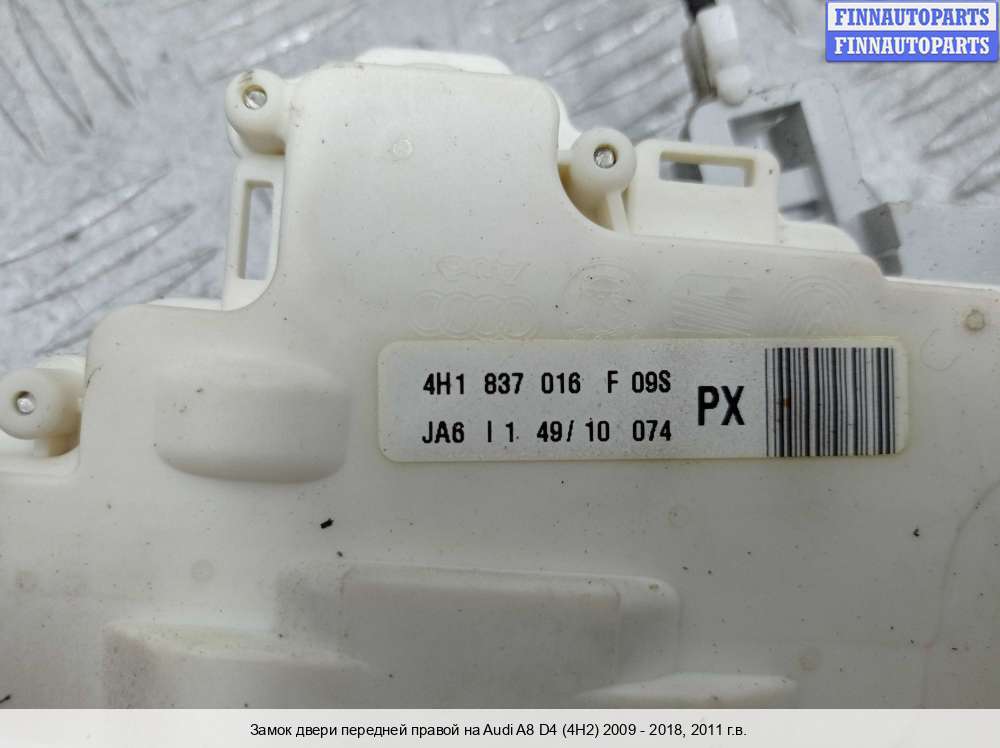 FINNAUTOPARTS
FINNAUTOPARTS
4H1 837 016 F 09S
JA6 I 1 49/ 10 074
PX
Замок двери передней правой на Audi A8 D4 (4H2) 2009 - 2018, 2011 г.в.